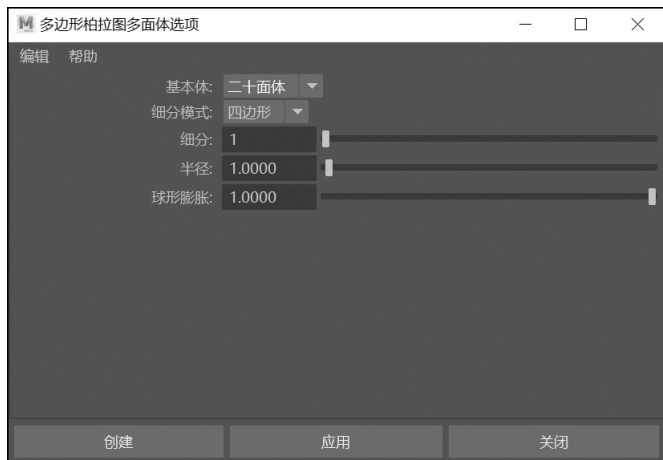 多边形柏拉图多面体选项
编辑 帮助
基本体: 二十面体
细分模式: 四边形
细分: 1
半径: 1.0000
球形膨胀: 1.0000
创建 应用 关闭